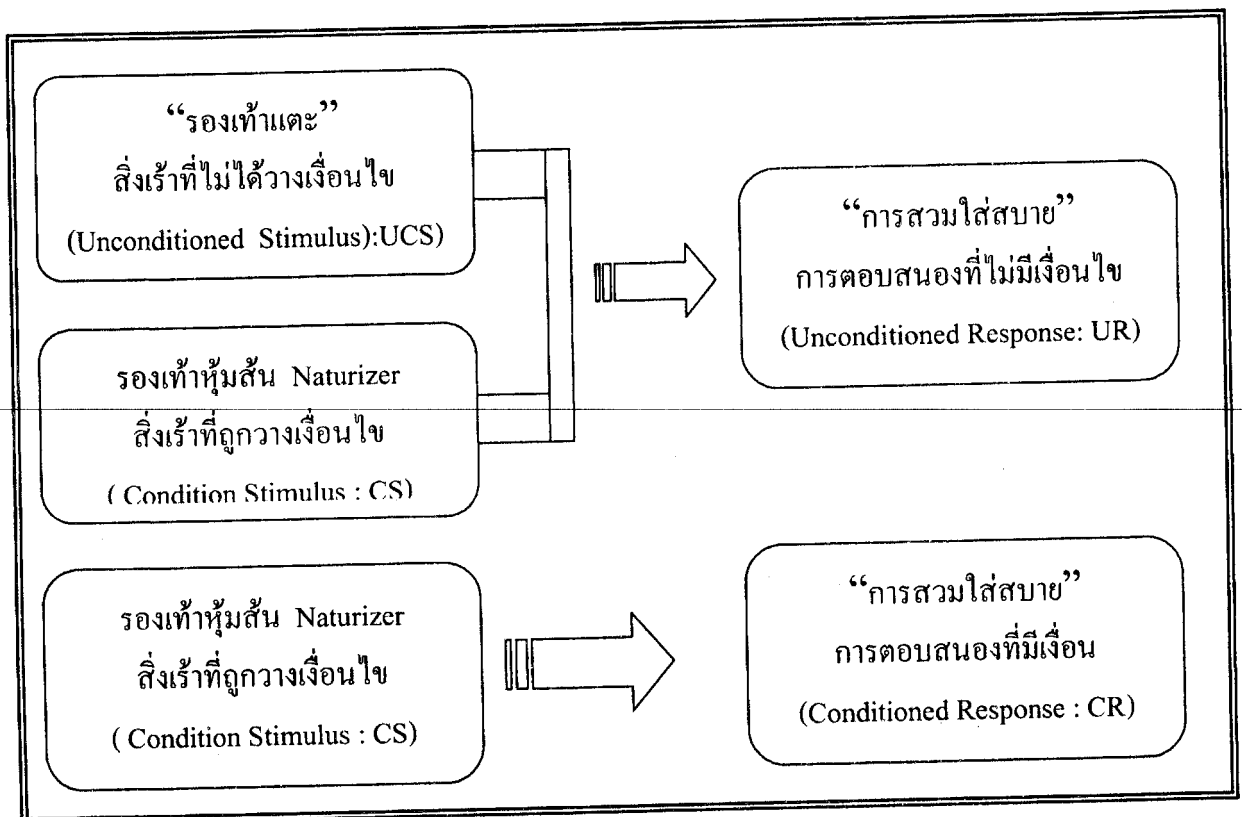 “รองเท้าแตะ”
สิ่งเร้าที่ไม่ได้วางเงื่อนไข
(Unconditioned Stimulus):UCS)
“การสวมใส่สบาย”
การตอบสนองที่ไม่มีเงื่อนไข
(Unconditioned Response: UR)
รองเท้าหุ้มส้น Naturizer
สิ่งเร้าที่ถูกวางเงื่อนไข
( Condition Stimulus : CS)
รองเท้าหุ้มส้น Naturizer
สิ่งเร้าที่ถูกวางเงื่อนไข
( Condition Stimulus : CS)
“การสวมใส่สบาย”
การตอบสนองที่มีเงื่อน
(Conditioned Response : CR)